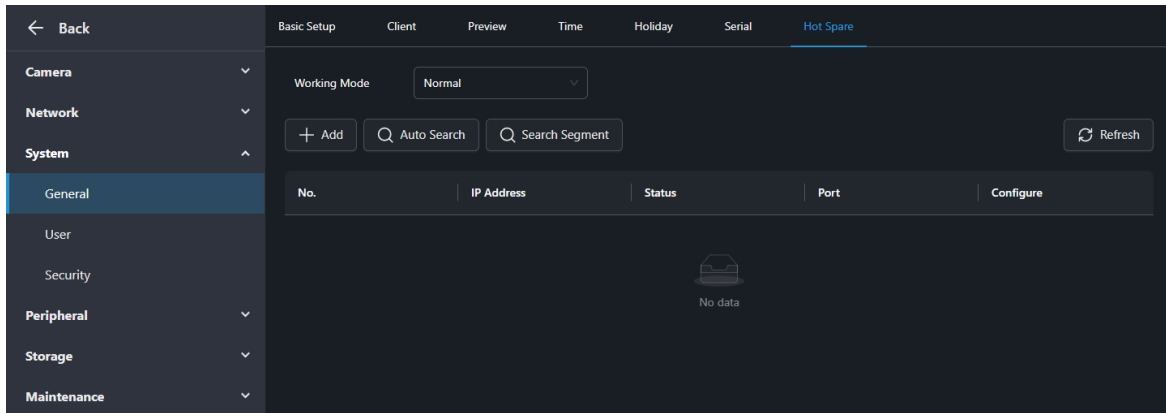 Back
Camera
Network
System
General
User
Security
Peripheral
Storage
Maintenance
Basic Setup Client Preview Time Holiday Serial Hot Spare
Working Mode Normal
Add Auto Search Search Segment Refresh
No. IP Address Status Port Configure
No data